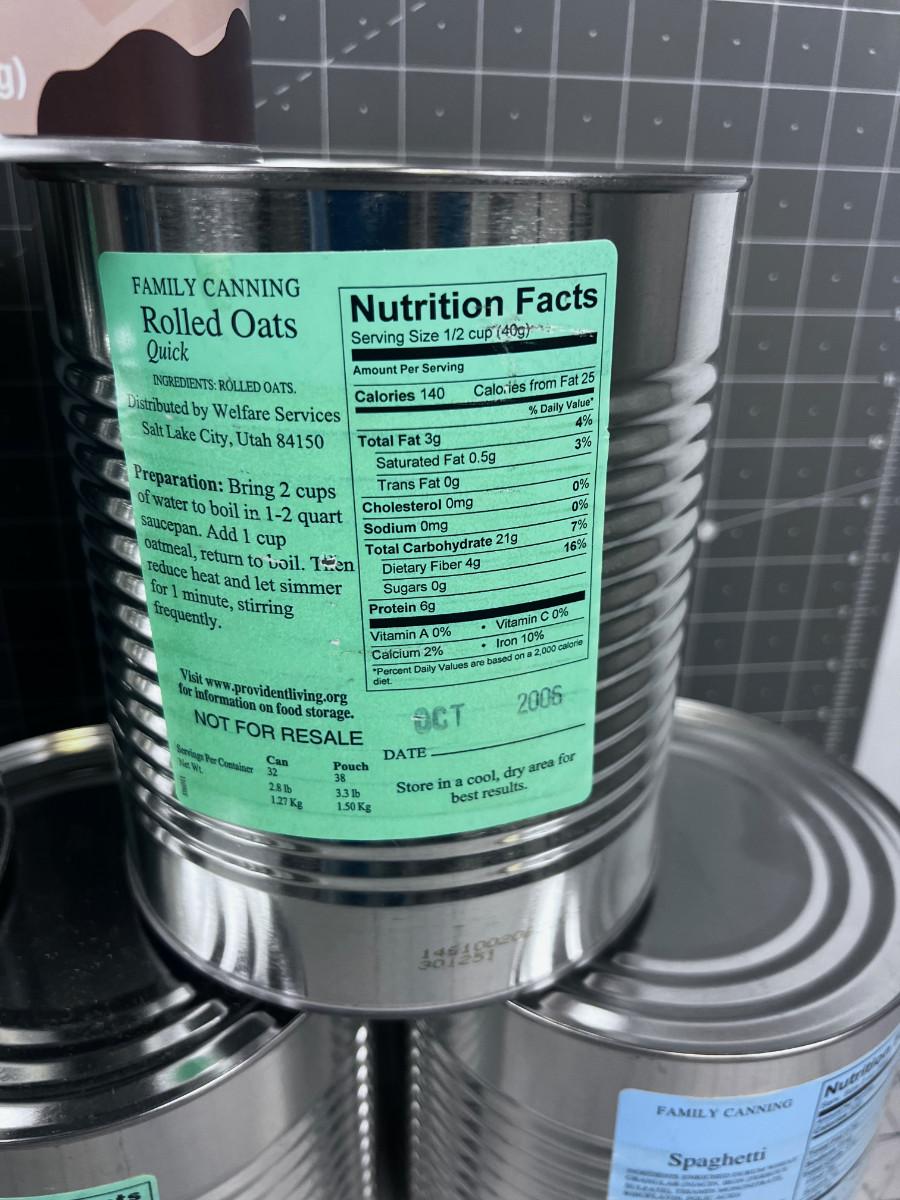 g)
FAMILY CANNING
Rolled Oats
Quick
INGREDIENTS: ROLLED OATS.
Distributed by Welfare Services
Salt Lake City, Utah 84150
Preparation: Bring 2 cups
of water to boil in 1-2 quart
saucepan. Add 1 cup
oatmeal, return to boil. Then
reduce heat and let simmer
for 1 minute, stirring
frequently.
Visit www.providentliving.org
for information on food storage.
NOT FOR RESALE
Can Pouch
Servings Per Container 32 38
Net Wt. 2.8 lb 3.3 lb
1.27 Kg 1.50 Kg
Nutrition Facts
Serving Size 1/2 cup (40g)
Amount Per Serving
Calories 140 Calories from Fat 25
% Daily Value*
Total Fat 3g 4%
Saturated Fat 0.5g 3%
Trans Fat 0g
Cholesterol 0mg 0%
Sodium 0mg 0%
Total Carbohydrate 21g 7%
Dietary Fiber 4g 16%
Sugars 0g
Protein 6g
Vitamin A 0% • Vitamin C 0%
Calcium 2% • Iron 10%
*Percent Daily Values are based on a 2,000 calorie
diet.
OCT 2006
DATE
Store in a cool, dry area for
best results.
301251
FAMILY CANNING
Spaghetti
Nutrition